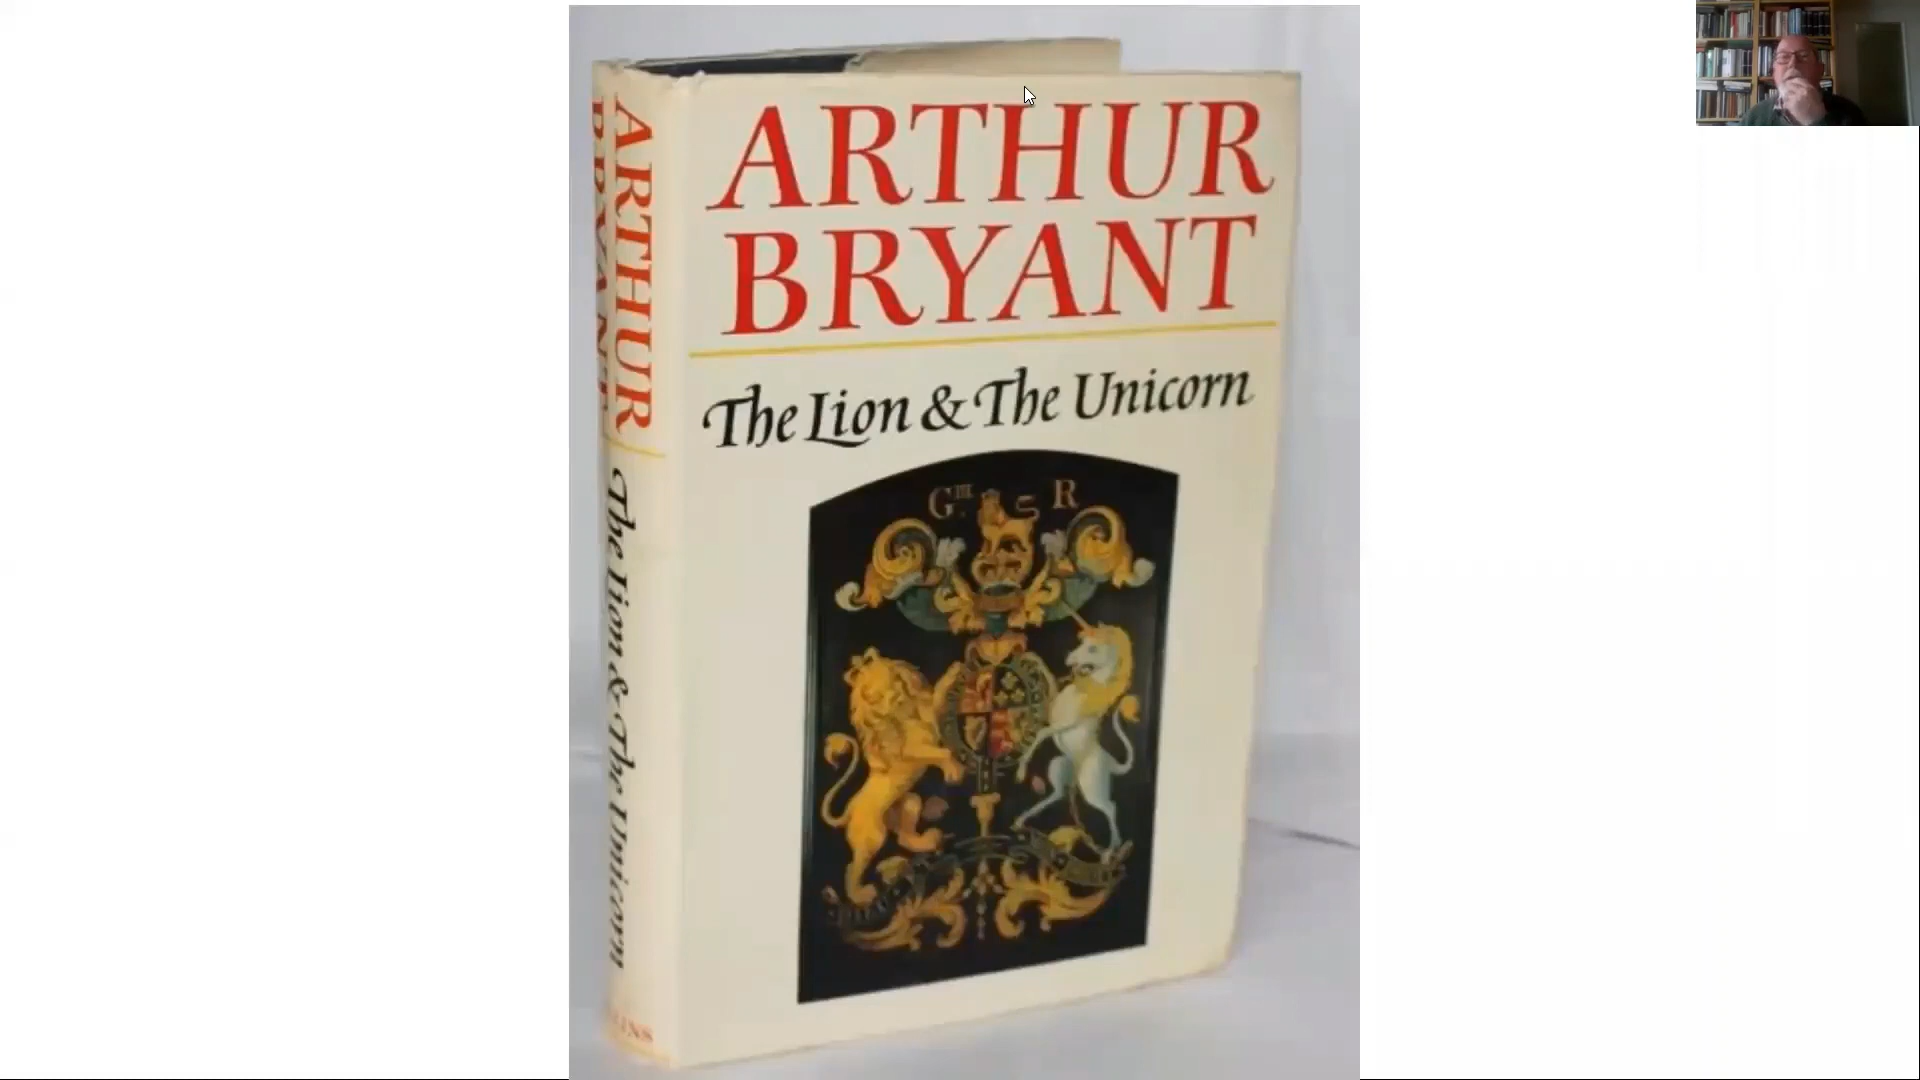 ARTHUR
BRYANT
The Lion & The Unicorn
G III R
ARTHUR
BRYANT
The Lion & The Unicorn